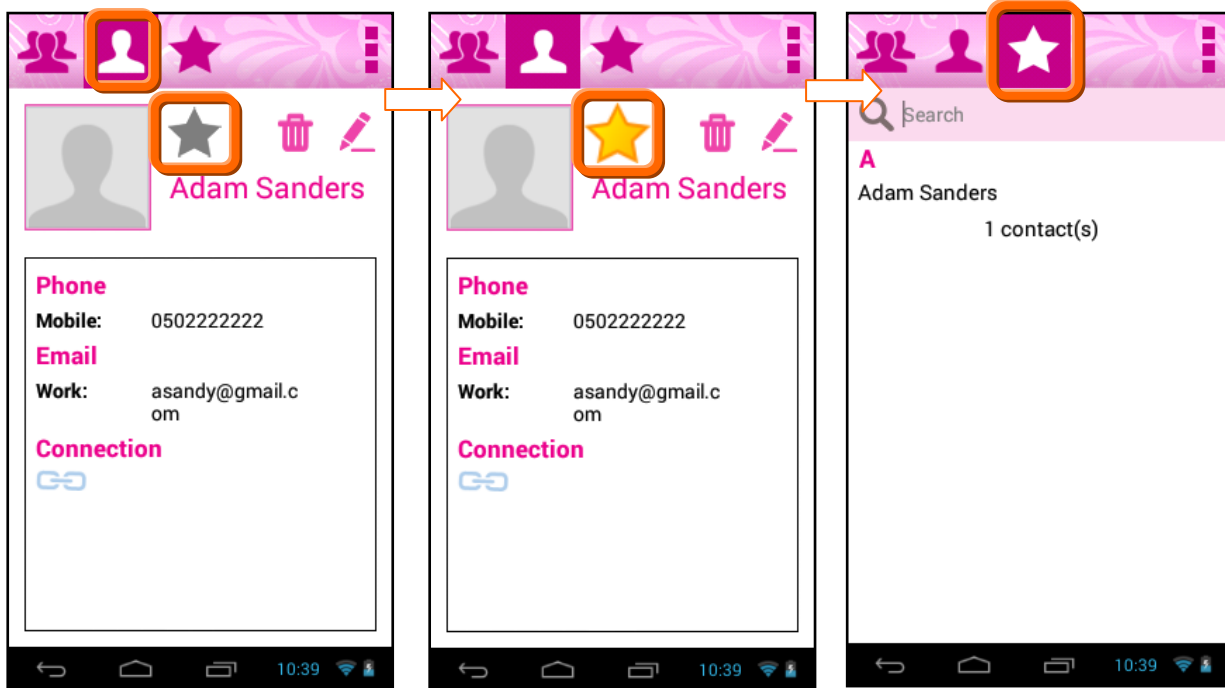 Adam Sanders
Phone
Mobile: 0502222222
Email
Work: asandy@gmail.c
om
Connection
10:39
Adam Sanders
Phone
Mobile: 0502222222
Email
Work: asandy@gmail.c
om
Connection
10:39
Search
A
Adam Sanders
1 contact(s)
10:39